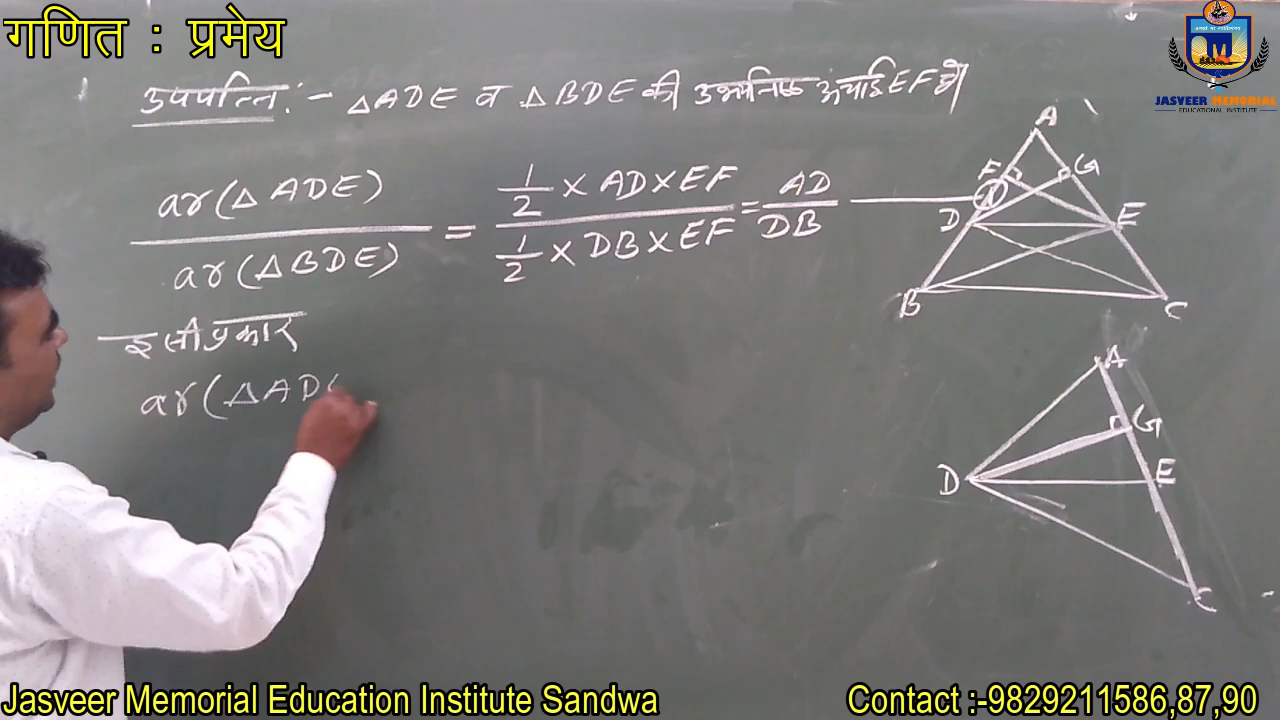 गणित : प्रमेय
JASVEER MEMORIAL
EDUCATIONAL INSTITUTE
उपपत्ति :- △ADE व △BDE की उभयनिष्ठ ऊंचाई EF है।
ar(△ADE) / ar(△BDE) = 1/2 × AD × EF / 1/2 × DB × EF = AD / DB
इसी प्रकार
ar(△AD
A
F G
D E
B C
A
G
D E
C
Jasveer Memorial Education Institute Sandwa
Contact :-9829211586,87,90